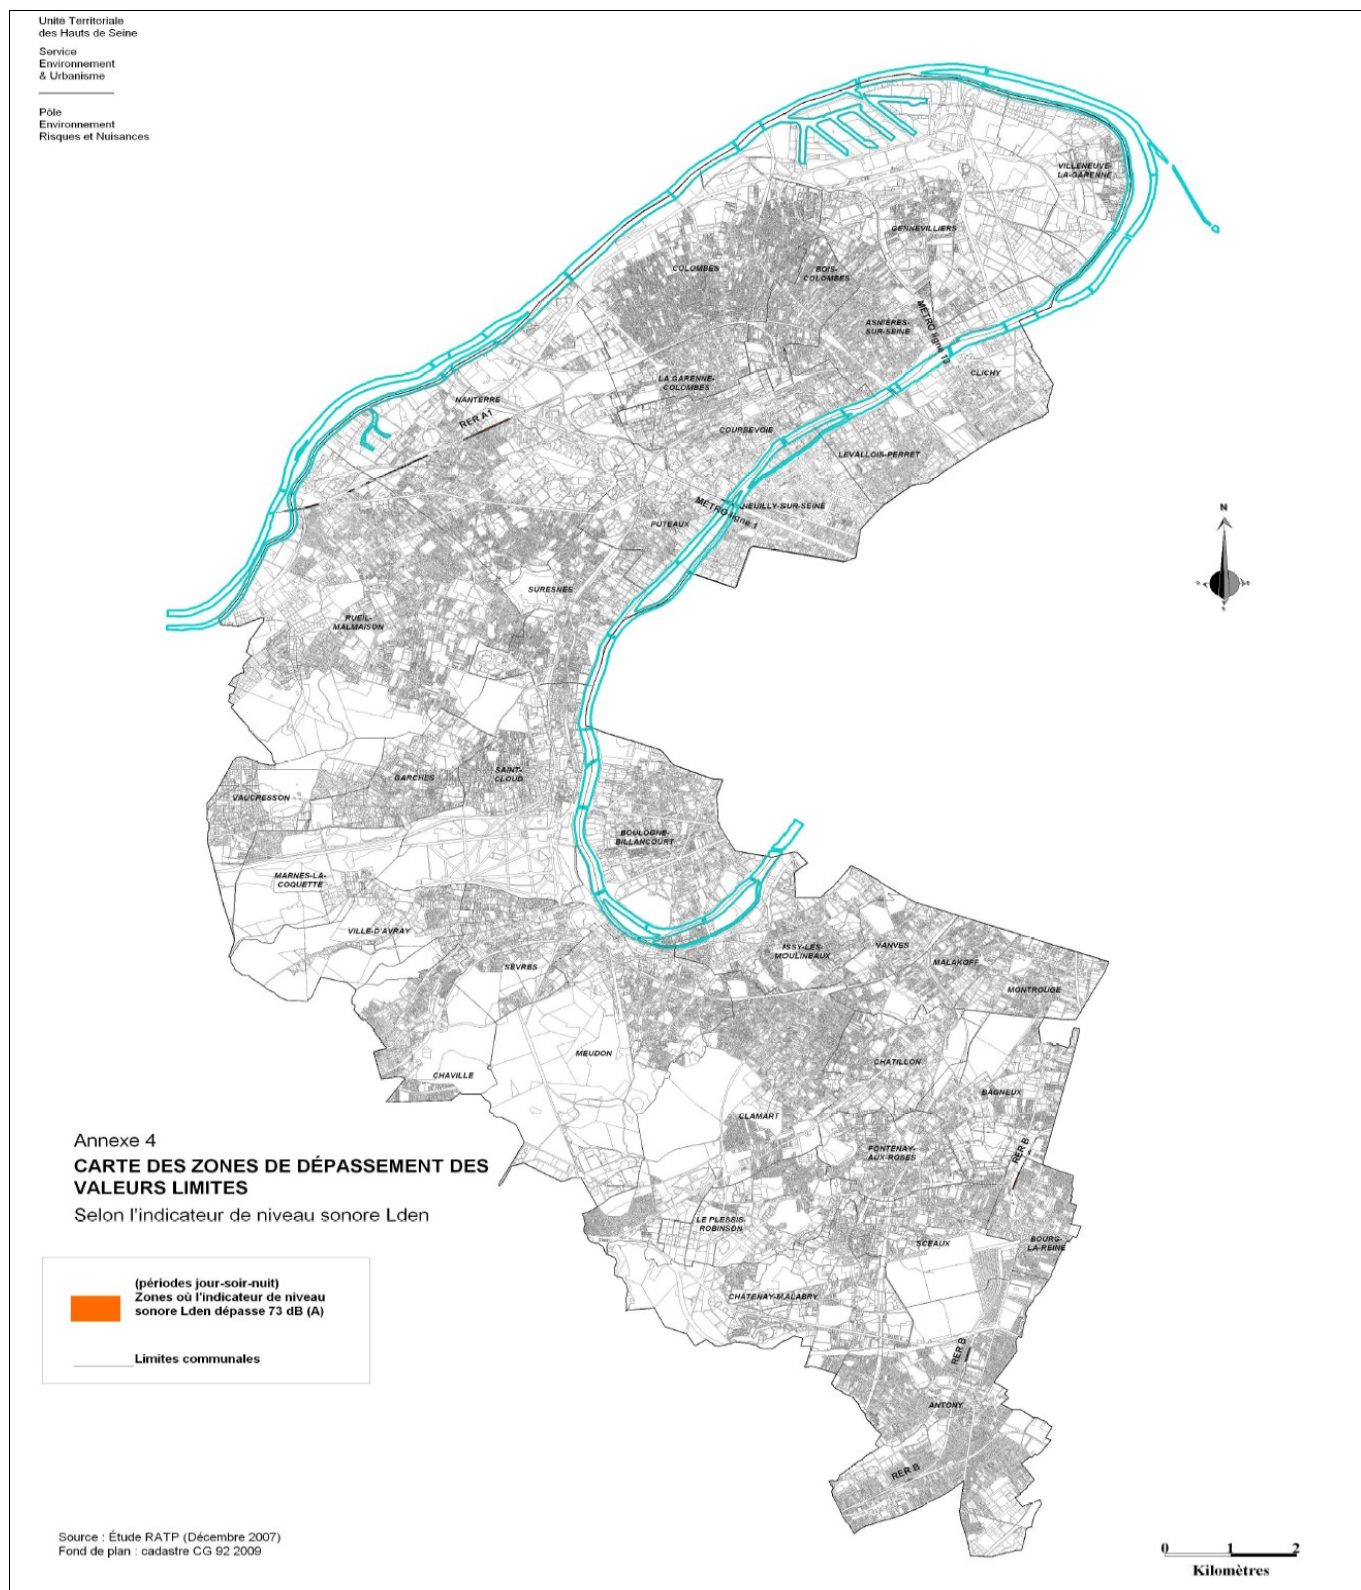 Unité Territoriale
des Hauts de Seine
Service
Environnement
& Urbanisme
Pôle
Environnement
Risques et Nuisances
VILLENEUVE-
LA-GARENNE
GENNEVILLIERS
COLOMBES
BOIS-
COLOMBES
ASNIÈRES-
SUR-SEINE
MÉTRO ligne 13
CLICHY
LA GARENNE-
COLOMBES
NANTERRE
RER A1
COURBEVOIE
LEVALLOIS-PERRET
MÉTRO ligne 1
NEUILLY-SUR-SEINE
PUTEAUX
N
SURESNES
RUEIL-
MALMAISON
GARCHES
SAINT-
CLOUD
VAUCRESSON
BOULOGNE-
BILLANCOURT
MARNES-LA-
COQUETTE
VILLE-D'AVRAY
ISSY-LES-
MOULINEAUX
VANVES
MALAKOFF
SÈVRES
MONTROUGE
MEUDON
CHATILLON
CHAVILLE
BAGNEUX
CLAMART
FONTENAY-
AUX-ROSES
RER B
Annexe 4
CARTE DES ZONES DE DÉPASSEMENT DES
VALEURS LIMITES
Selon l'indicateur de niveau sonore Lden
LE PLESSIS
ROBINSON
SCEAUX
BOURG-
LA-REINE
(périodes jour-soir-nuit)
Zones où l'indicateur de niveau
sonore Lden dépasse 73 dB (A)
Limites communales
CHÂTENAY-MALABRY
RER B
ANTONY
RER B
Source : Étude RATP (Décembre 2007)
Fond de plan : cadastre CG 92 2009
0 1 2
Kilomètres